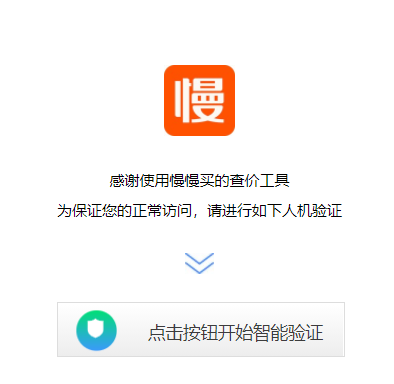 慢
感谢使用慢慢买的查价工具
为保证您的正常访问，请进行如下人机验证
点击按钮开始智能验证